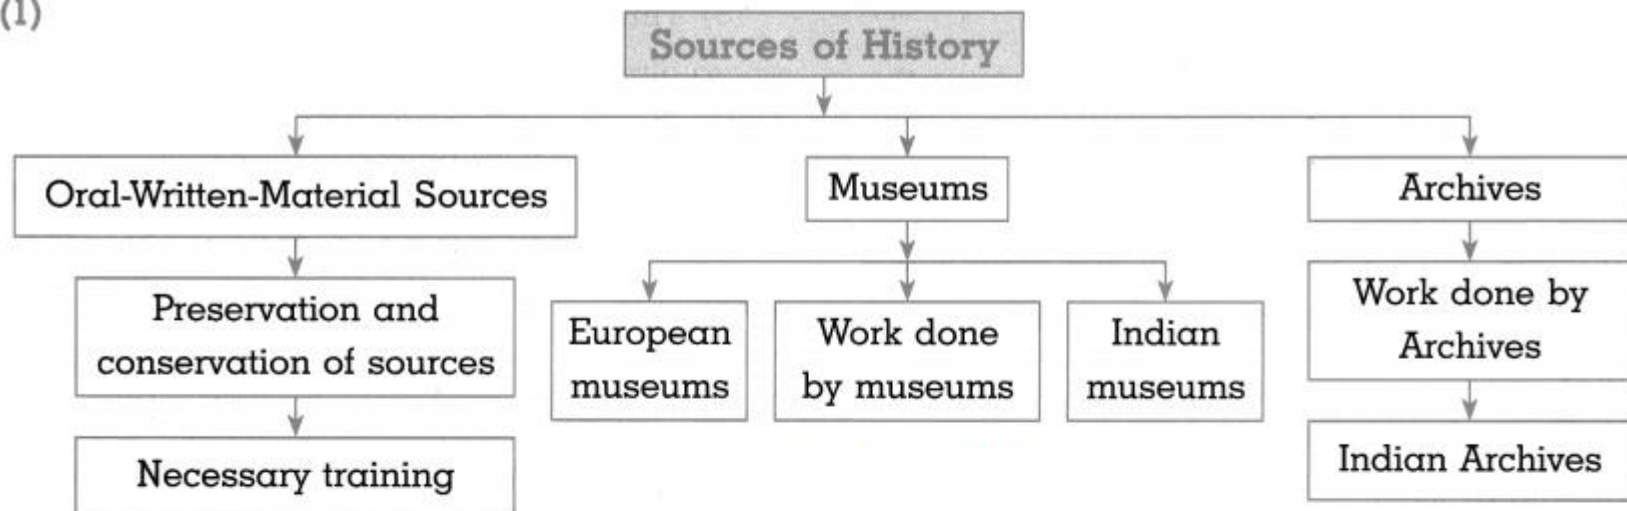 (1)
Sources of History
Oral-Written-Material Sources
Museums
Archives
Preservation and
conservation of sources
Necessary training
European
museums
Work done
by museums
Indian
museums
Work done by
Archives
Indian Archives